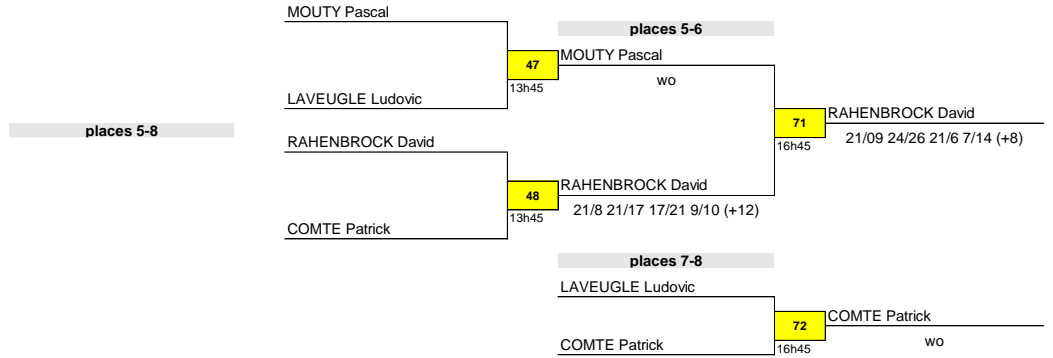 MOUTY Pascal
places 5-6
47
MOUTY Pascal
13h45
wo
LAVEUGLE Ludovic
places 5-8
71
RAHENBROCK David
16h45
21/09 24/26 21/6 7/14 (+8)
RAHENBROCK David
48
RAHENBROCK David
13h45
21/8 21/17 17/21 9/10 (+12)
COMTE Patrick
places 7-8
LAVEUGLE Ludovic
72
COMTE Patrick
16h45
wo
COMTE Patrick